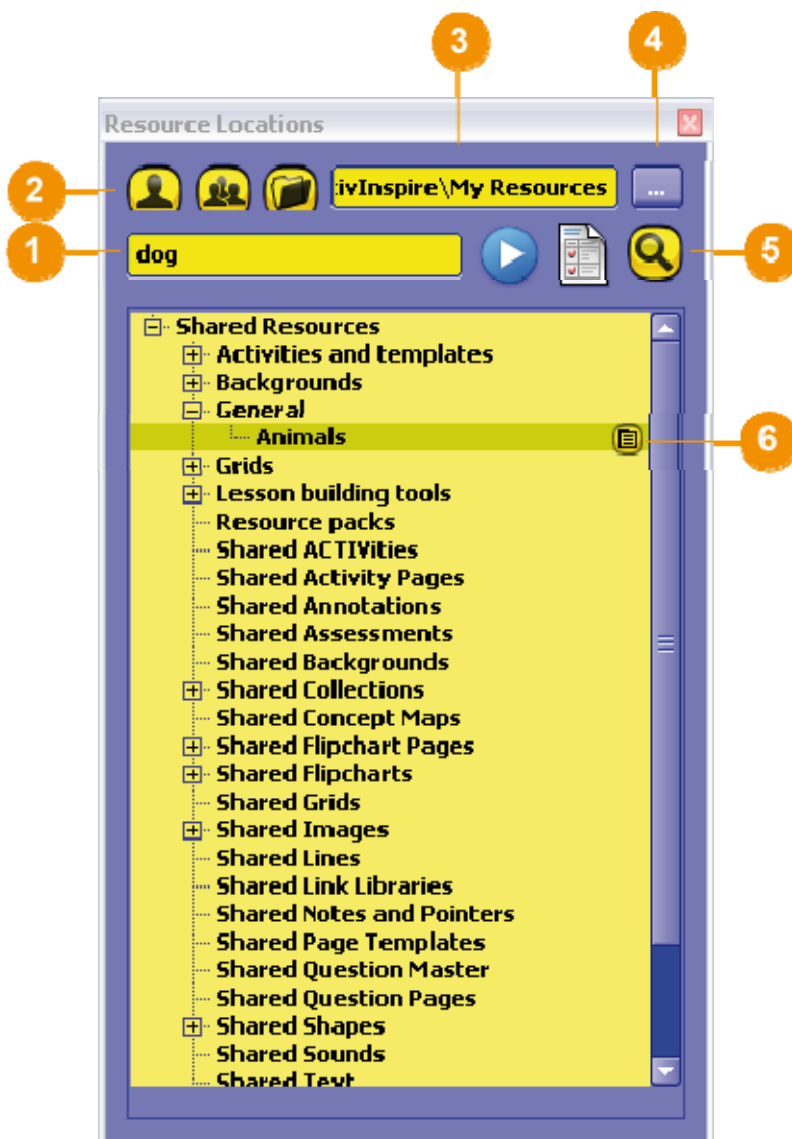 3 4
Resource Locations
2 :ivInspire\My Resources ...
1 dog 5
Shared Resources
Activities and templates
Backgrounds
General
Animals 6
Grids
Lesson building tools
Resource packs
Shared ACTIVities
Shared Activity Pages
Shared Annotations
Shared Assessments
Shared Backgrounds
Shared Collections
Shared Concept Maps
Shared Flipchart Pages
Shared Flipcharts
Shared Grids
Shared Images
Shared Lines
Shared Link Libraries
Shared Notes and Pointers
Shared Page Templates
Shared Question Master
Shared Question Pages
Shared Shapes
Shared Sounds
Shared Text